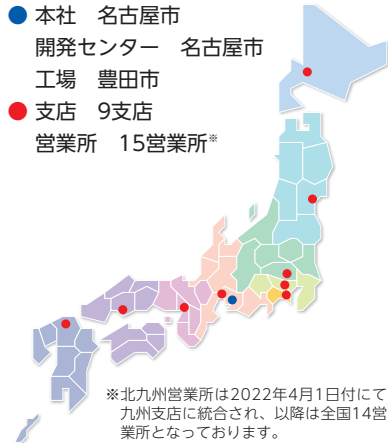 ● 本社　名古屋市
開発センター　名古屋市
工場　豊田市
● 支店　9支店
営業所　15営業所※
※北九州営業所は2022年4月1日付にて
九州支店に統合され、以降は全国14営
業所となっております。